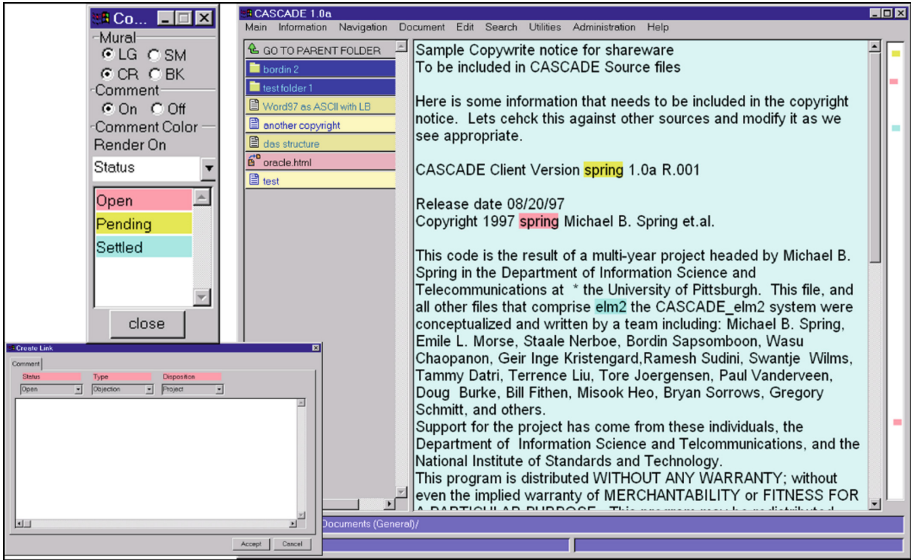 Co...
Mural
LG SM
CR BK
Comment
On Off
Comment Color
Render On
Status
Open
Pending
Settled
close
CASCADE 1.0a
Main Information Navigation Document Edit Search Utilities Administration Help
GO TO PARENT FOLDER
bordin 2
test folder 1
Word97 as ASCII with LB
another copyright
das structure
oracle.html
test
Sample Copywrite notice for shareware
To be included in CASCADE Source files
Here is some information that needs to be included in the copyright
notice. Lets cehck this against other sources and modify it as we
see appropriate.
CASCADE Client Version spring 1.0a R.001
Release date 08/20/97
Copyright 1997 spring Michael B. Spring et.al.
This code is the result of a multi-year project headed by Michael B.
Spring in the Department of Information Science and
Telecommunications at * the University of Pittsburgh. This file, and
all other files that comprise elm2 the CASCADE_elm2 system were
conceptualized and written by a team including: Michael B. Spring,
Emile L. Morse, Staale Nerboe, Bordin Sapsomboon, Wasu
Chaopanon, Geir Inge Kristengard,Ramesh Sudini, Swantje Wilms,
Tammy Datri, Terrence Liu, Tore Joergensen, Paul Vanderveen,
Doug Burke, Bill Fithen, Misook Heo, Bryan Sorrows, Gregory
Schmitt, and others.
Support for the project has come from these individuals, the
Department of Information Science and Telcommunications, and the
National Institute of Standards and Technology.
This program is distributed WITHOUT ANY WARRANTY; without
even the implied warranty of MERCHANTABILITY or FITNESS FOR
A PARTICULAR PURPOSE. This program may be redistributed
Documents (General)/
Create Link
Comment
Status Type Disposition
Open Objection Project
Accept Cancel